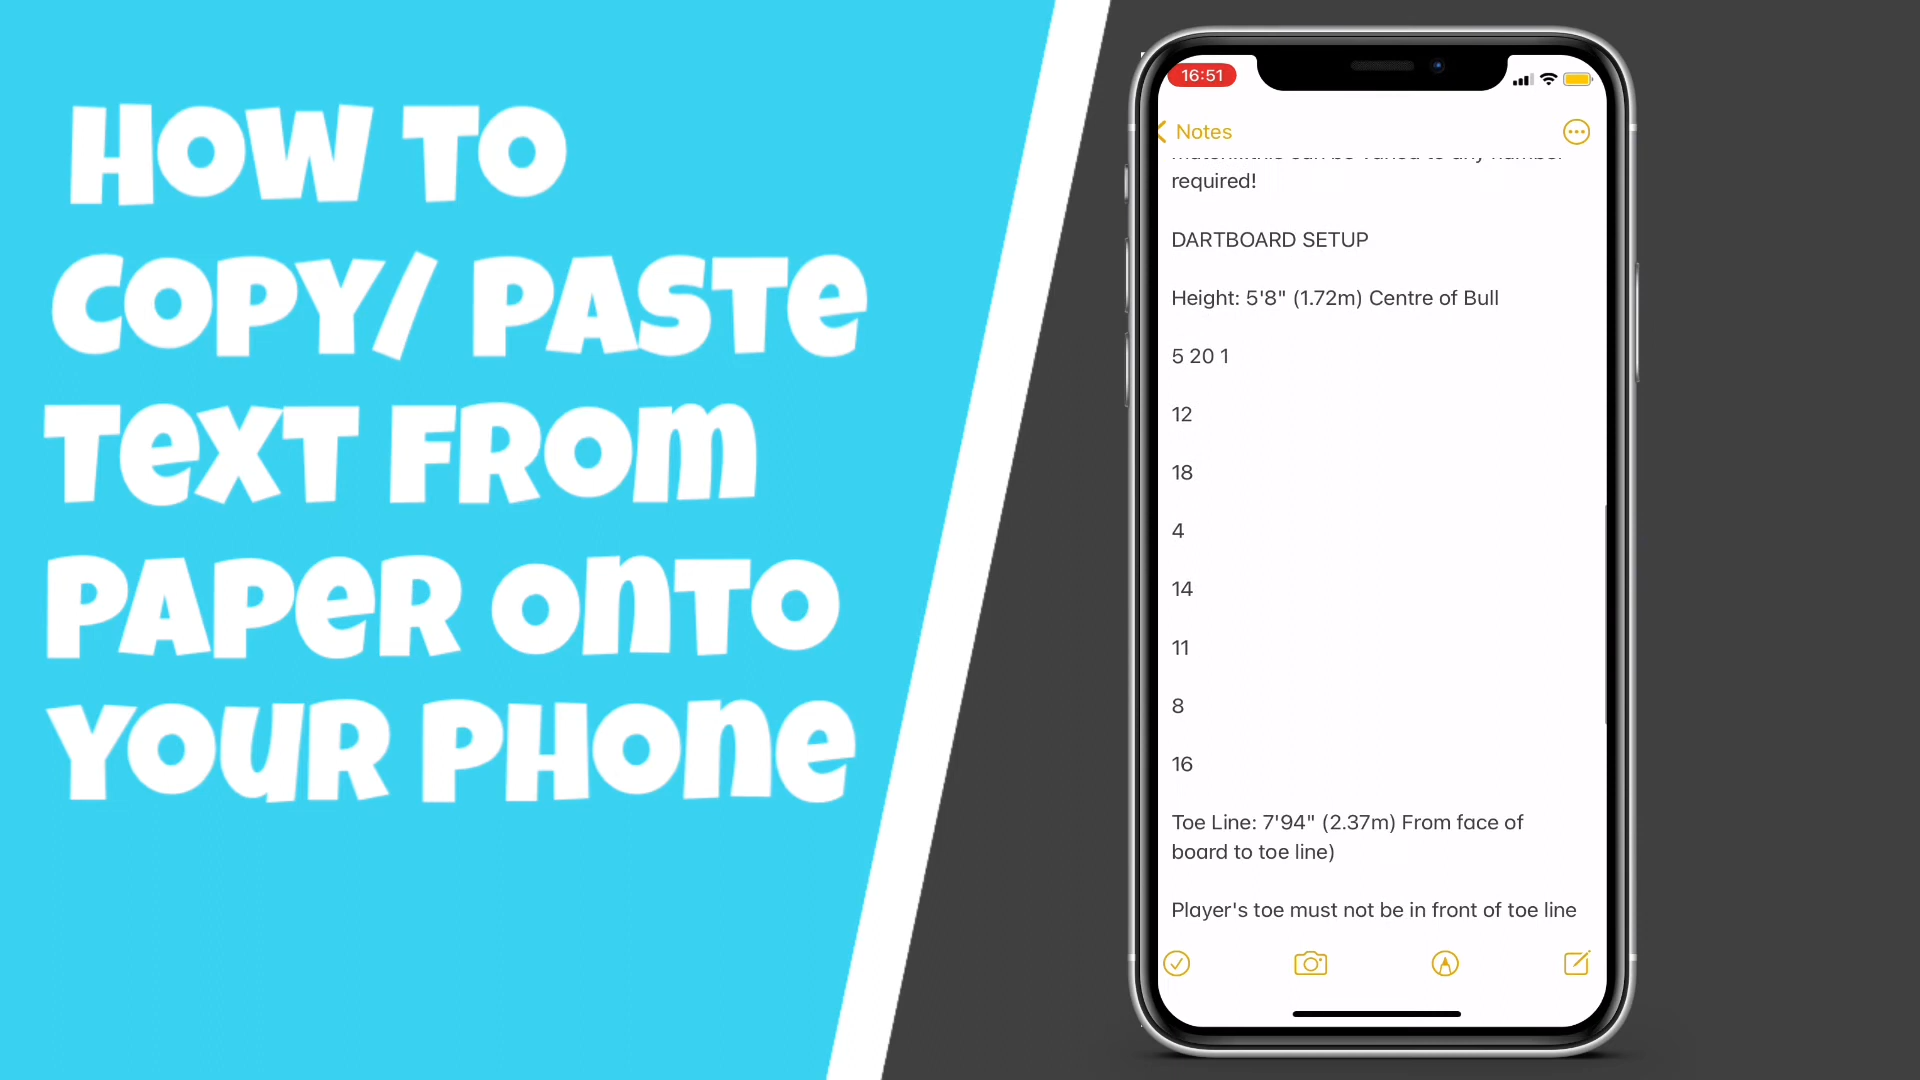 HOW TO
COPY/ PASTE
TEXT FROM
PAPER ONTO
YOUR PHONE
16:51
Notes
required!
DARTBOARD SETUP
Height: 5'8" (1.72m) Centre of Bull
5 20 1
12
18
4
14
11
8
16
Toe Line: 7'94" (2.37m) From face of
board to toe line)
Player's toe must not be in front of toe line